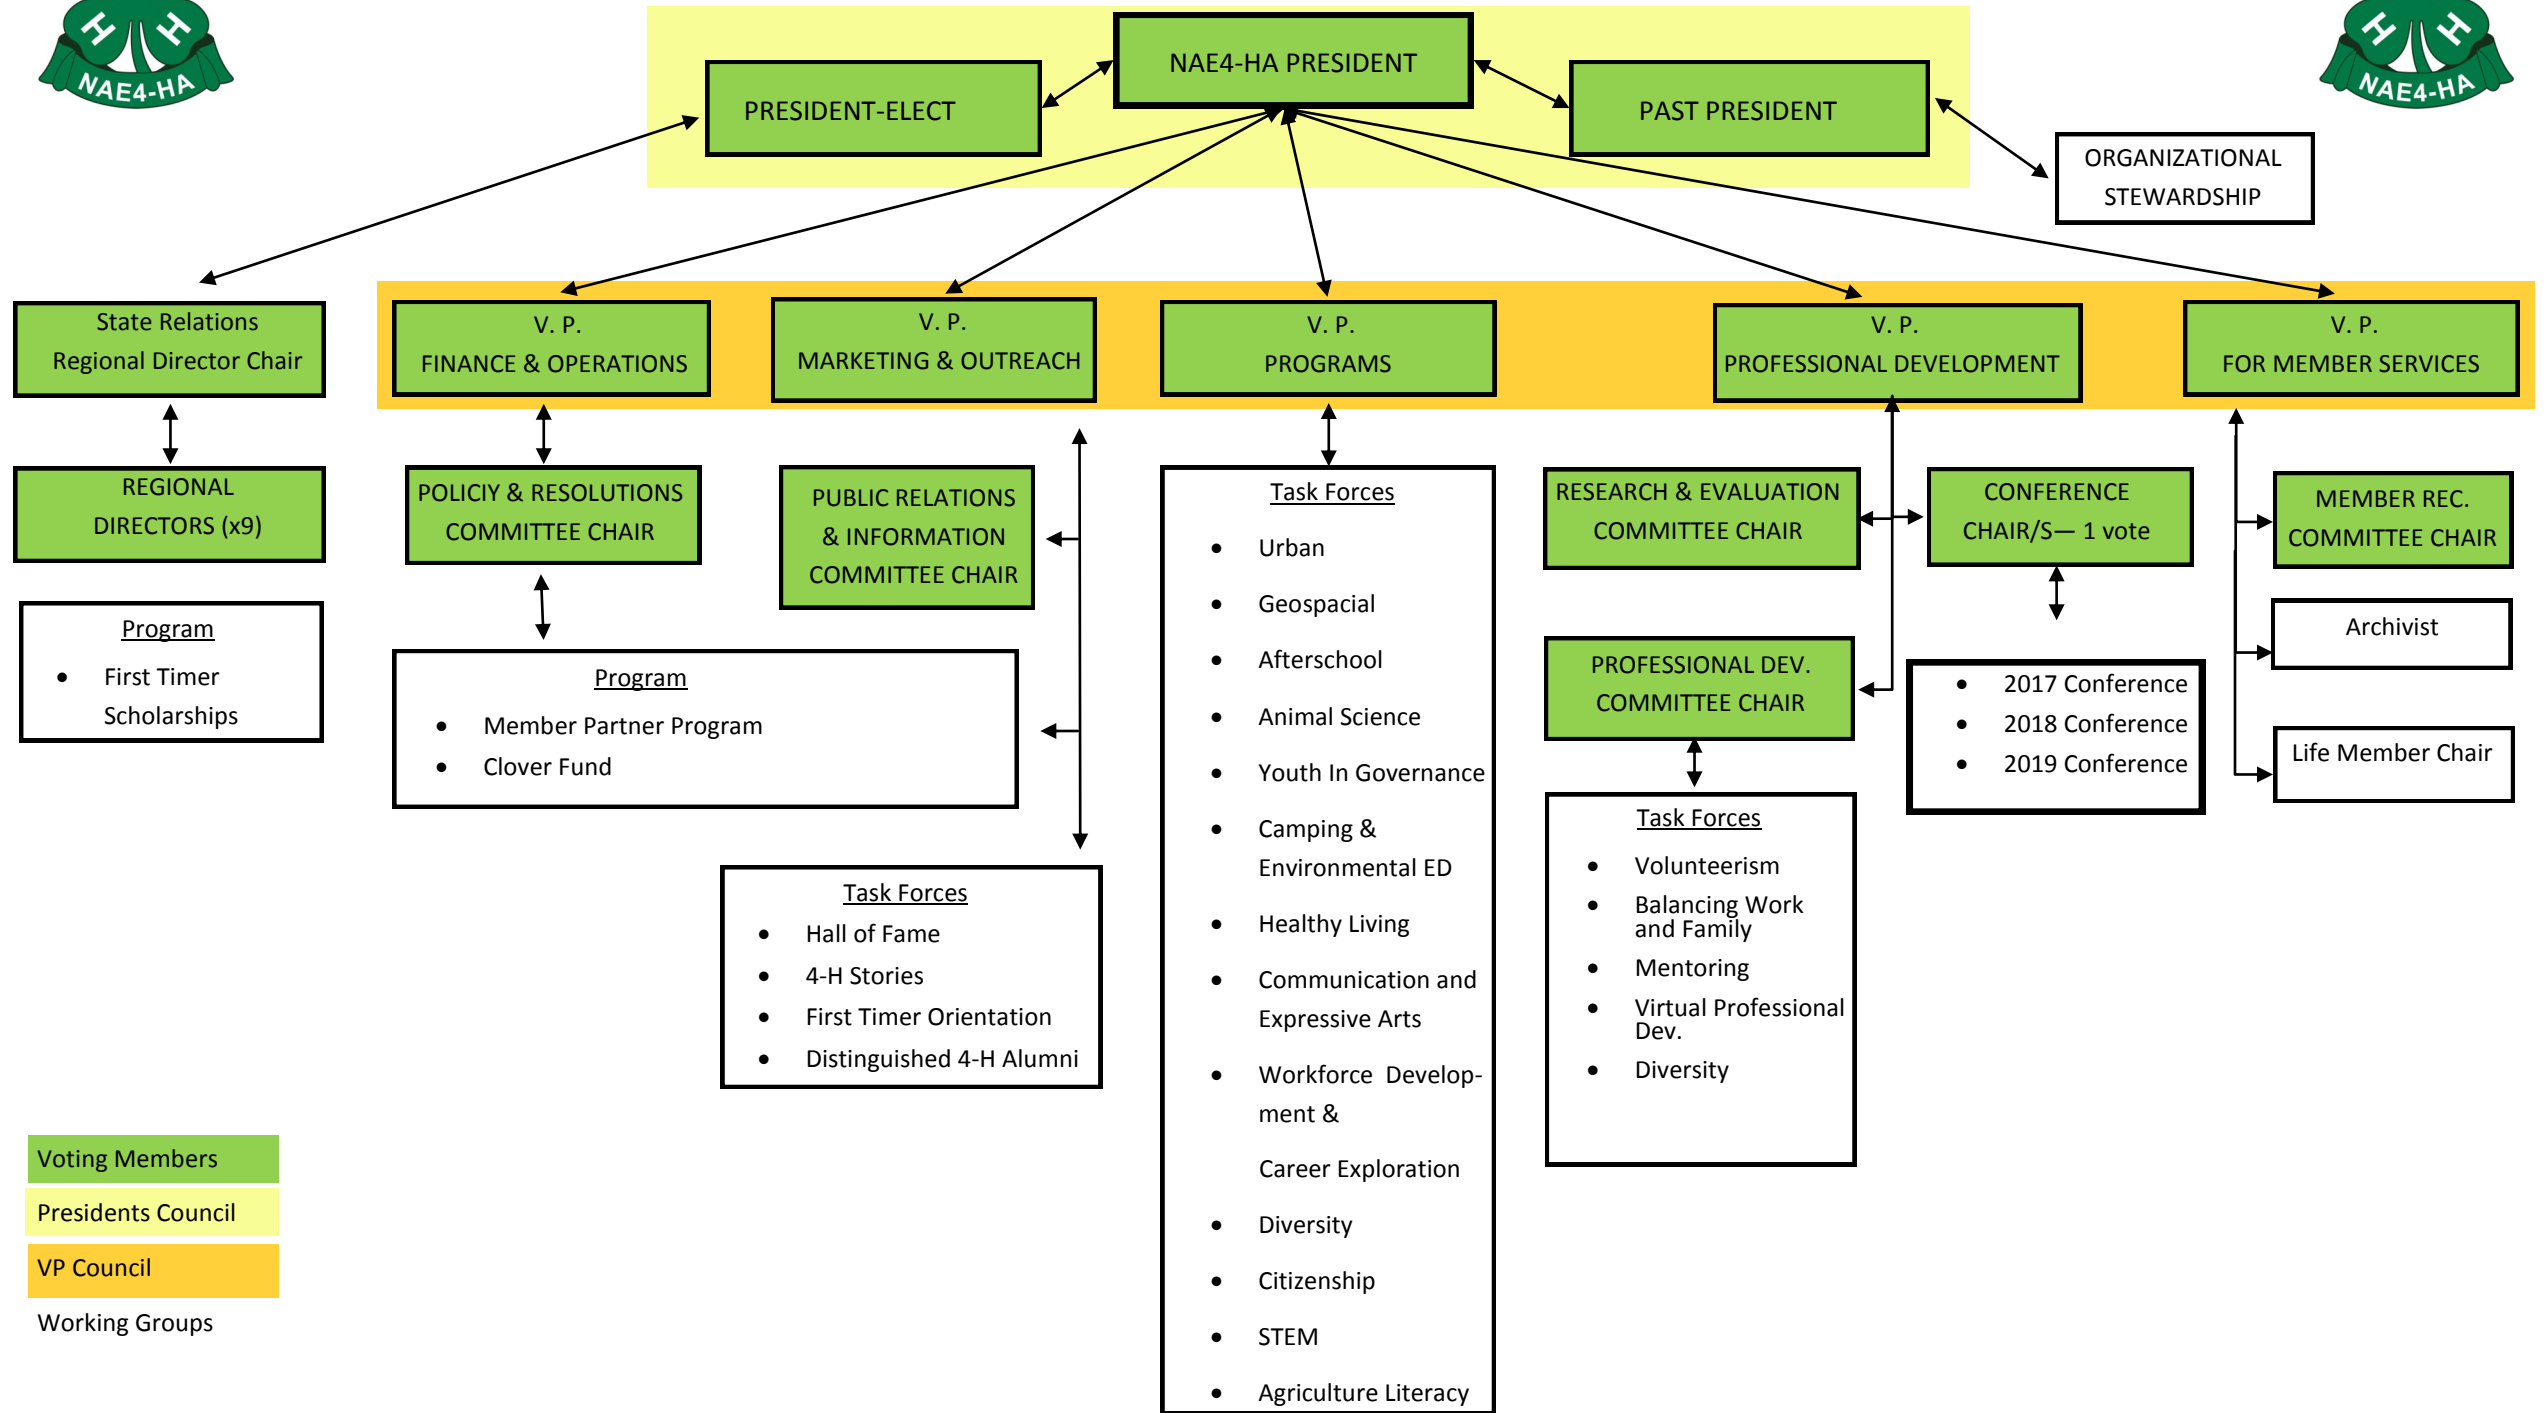 H H
NAE4-HA
NAE4-HA PRESIDENT
PRESIDENT-ELECT
PAST PRESIDENT
H H
NAE4-HA
ORGANIZATIONAL
STEWARDSHIP
State Relations
Regional Director Chair
V. P.
FINANCE & OPERATIONS
V. P.
MARKETING & OUTREACH
V. P.
PROGRAMS
V. P.
PROFESSIONAL DEVELOPMENT
V. P.
FOR MEMBER SERVICES
REGIONAL
DIRECTORS (x9)
Program
• First Timer
Scholarships
POLICIY & RESOLUTIONS
COMMITTEE CHAIR
PUBLIC RELATIONS
& INFORMATION
COMMITTEE CHAIR
Program
• Member Partner Program
• Clover Fund
Task Forces
• Hall of Fame
• 4-H Stories
• First Timer Orientation
• Distinguished 4-H Alumni
Task Forces
• Urban
• Geospacial
• Afterschool
• Animal Science
• Youth In Governance
• Camping &
Environmental ED
• Healthy Living
• Communication and
Expressive Arts
• Workforce Develop-
ment &
Career Exploration
• Diversity
• Citizenship
• STEM
• Agriculture Literacy
RESEARCH & EVALUATION
COMMITTEE CHAIR
CONFERENCE
CHAIR/S— 1 vote
PROFESSIONAL DEV.
COMMITTEE CHAIR
• 2017 Conference
• 2018 Conference
• 2019 Conference
Task Forces
• Volunteerism
• Balancing Work
and Family
• Mentoring
• Virtual Professional
Dev.
• Diversity
MEMBER REC.
COMMITTEE CHAIR
Archivist
Life Member Chair
Voting Members
Presidents Council
VP Council
Working Groups